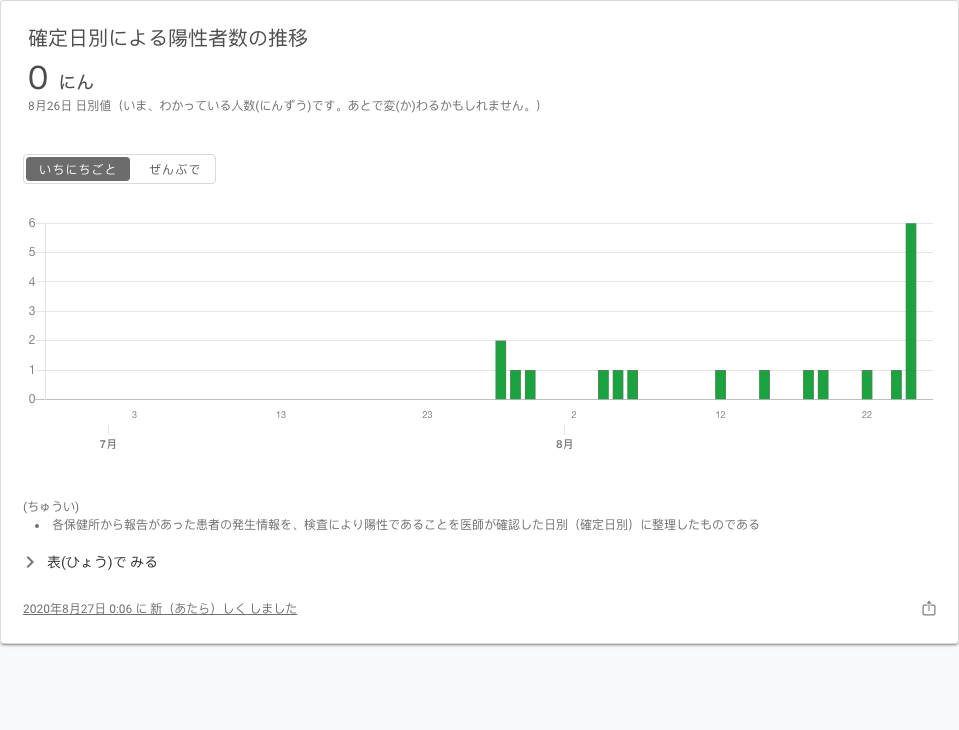 確定日別による陽性者数の推移
0 にん
8月26日 日別値（いま、わかっている人数(にんずう)です。あとで変(か)わるかもしれません。）
いちにちごと ぜんぶで
6
5
4
3
2
1
0
3 13 23 2 12 22
7月 8月
(ちゅうい)
• 各保健所から報告があった患者の発生情報を、検査により陽性であることを医師が確認した日別（確定日別）に整理したものである
表(ひょう)で みる
2020年8月27日 0:06 に 新（あたら）しく しました